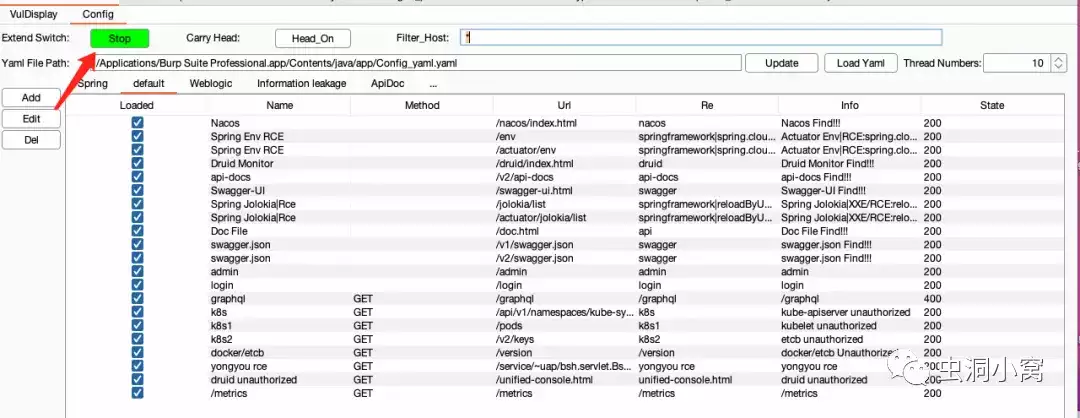 VulDisplay Config
Extend Switch: Stop Carry Head: Head_On Filter_Host: *
Yaml File Path: /Applications/Burp Suite Professional.app/Contents/java/app/Config_yaml.yaml Update Load Yaml Thread Numbers: 10
Spring default Weblogic Information leakage ApiDoc ...
Add
Edit
Del
Loaded Name Method Url Re Info State
Nacos /nacos/index.html nacos Nacos Find!!! 200
Spring Env RCE /env springframework|spring.clou... Actuator Env|RCE:spring.clo... 200
Spring Env RCE /actuator/env springframework|spring.clou... Actuator Env|RCE:spring.clo... 200
Druid Monitor /druid/index.html druid Druid Monitor Find!!! 200
api-docs /v2/api-docs api-docs api-docs Find!!! 200
Swagger-UI /swagger-ui.html swagger Swagger-UI Find!!! 200
Spring Jolokia|Rce /jolokia/list springframework|reloadByU... Spring Jolokia|XXE/RCE:relo... 200
Spring Jolokia|Rce /actuator/jolokia/list springframework|reloadByU... Spring Jolokia|XXE/RCE:relo... 200
Doc File /doc.html api Doc File Find!!! 200
swagger.json /v1/swagger.json swagger swagger.json Find!!! 200
swagger.json /v2/swagger.json swagger swagger.json Find!!! 200
admin /admin admin admin 200
login /login login login 200
graphql GET /graphql /graphql /graphql 400
k8s GET /api/v1/namespaces/kube-sy... k8s kube-apiserver unauthorized 200
k8s1 GET /pods k8s1 kubelet unauthorized 200
k8s2 GET /v2/keys k8s2 etcb unauthorized 200
docker/etcb GET /version /version docker/etcb Unauthorized 200
yongyou rce GET /service/~uap/bsh.servlet.Bs... yongyou rce yongyou rce 200
druid unauthorized GET /unified-console.html unified-console.html druid unauthorized 200
/metrics GET /metrics /metrics /metrics 200
虫洞小窝